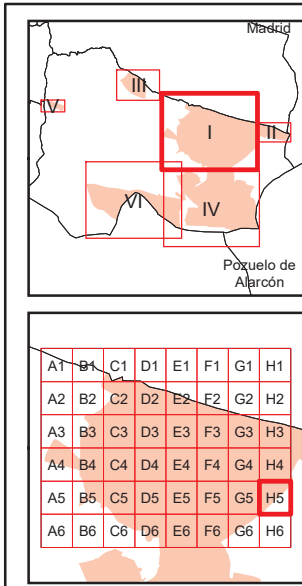 Madrid
III
V
I
II
VI
IV
Pozuelo de
Alarcón
A1 B1 C1 D1 E1 F1 G1 H1
A2 B2 C2 D2 E2 F2 G2 H2
A3 B3 C3 D3 E3 F3 G3 H3
A4 B4 C4 D4 E4 F4 G4 H4
A5 B5 C5 D5 E5 F5 G5 H5
A6 B6 C6 D6 E6 F6 G6 H6